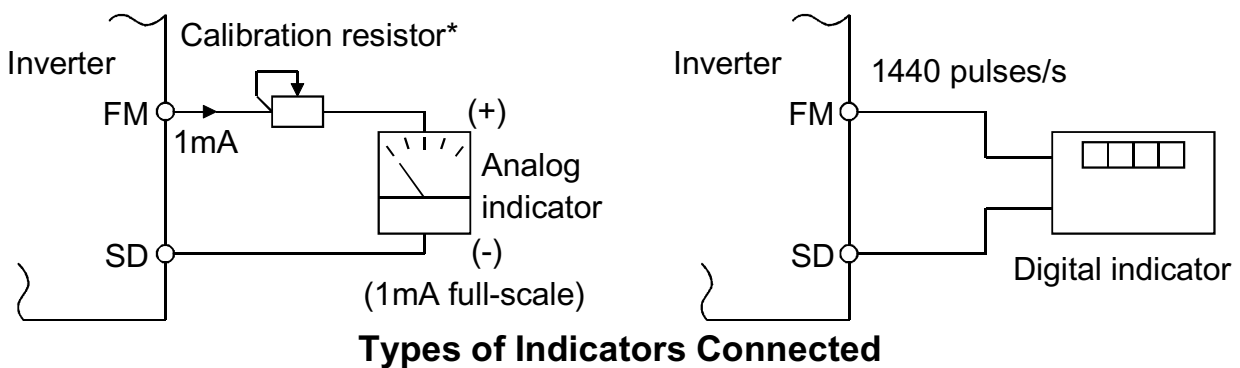 Calibration resistor*
Inverter
FM
1mA
(+)
Analog
indicator
SD
(-)
(1mA full-scale)
Inverter
1440 pulses/s
FM
SD
Digital indicator
Types of Indicators Connected